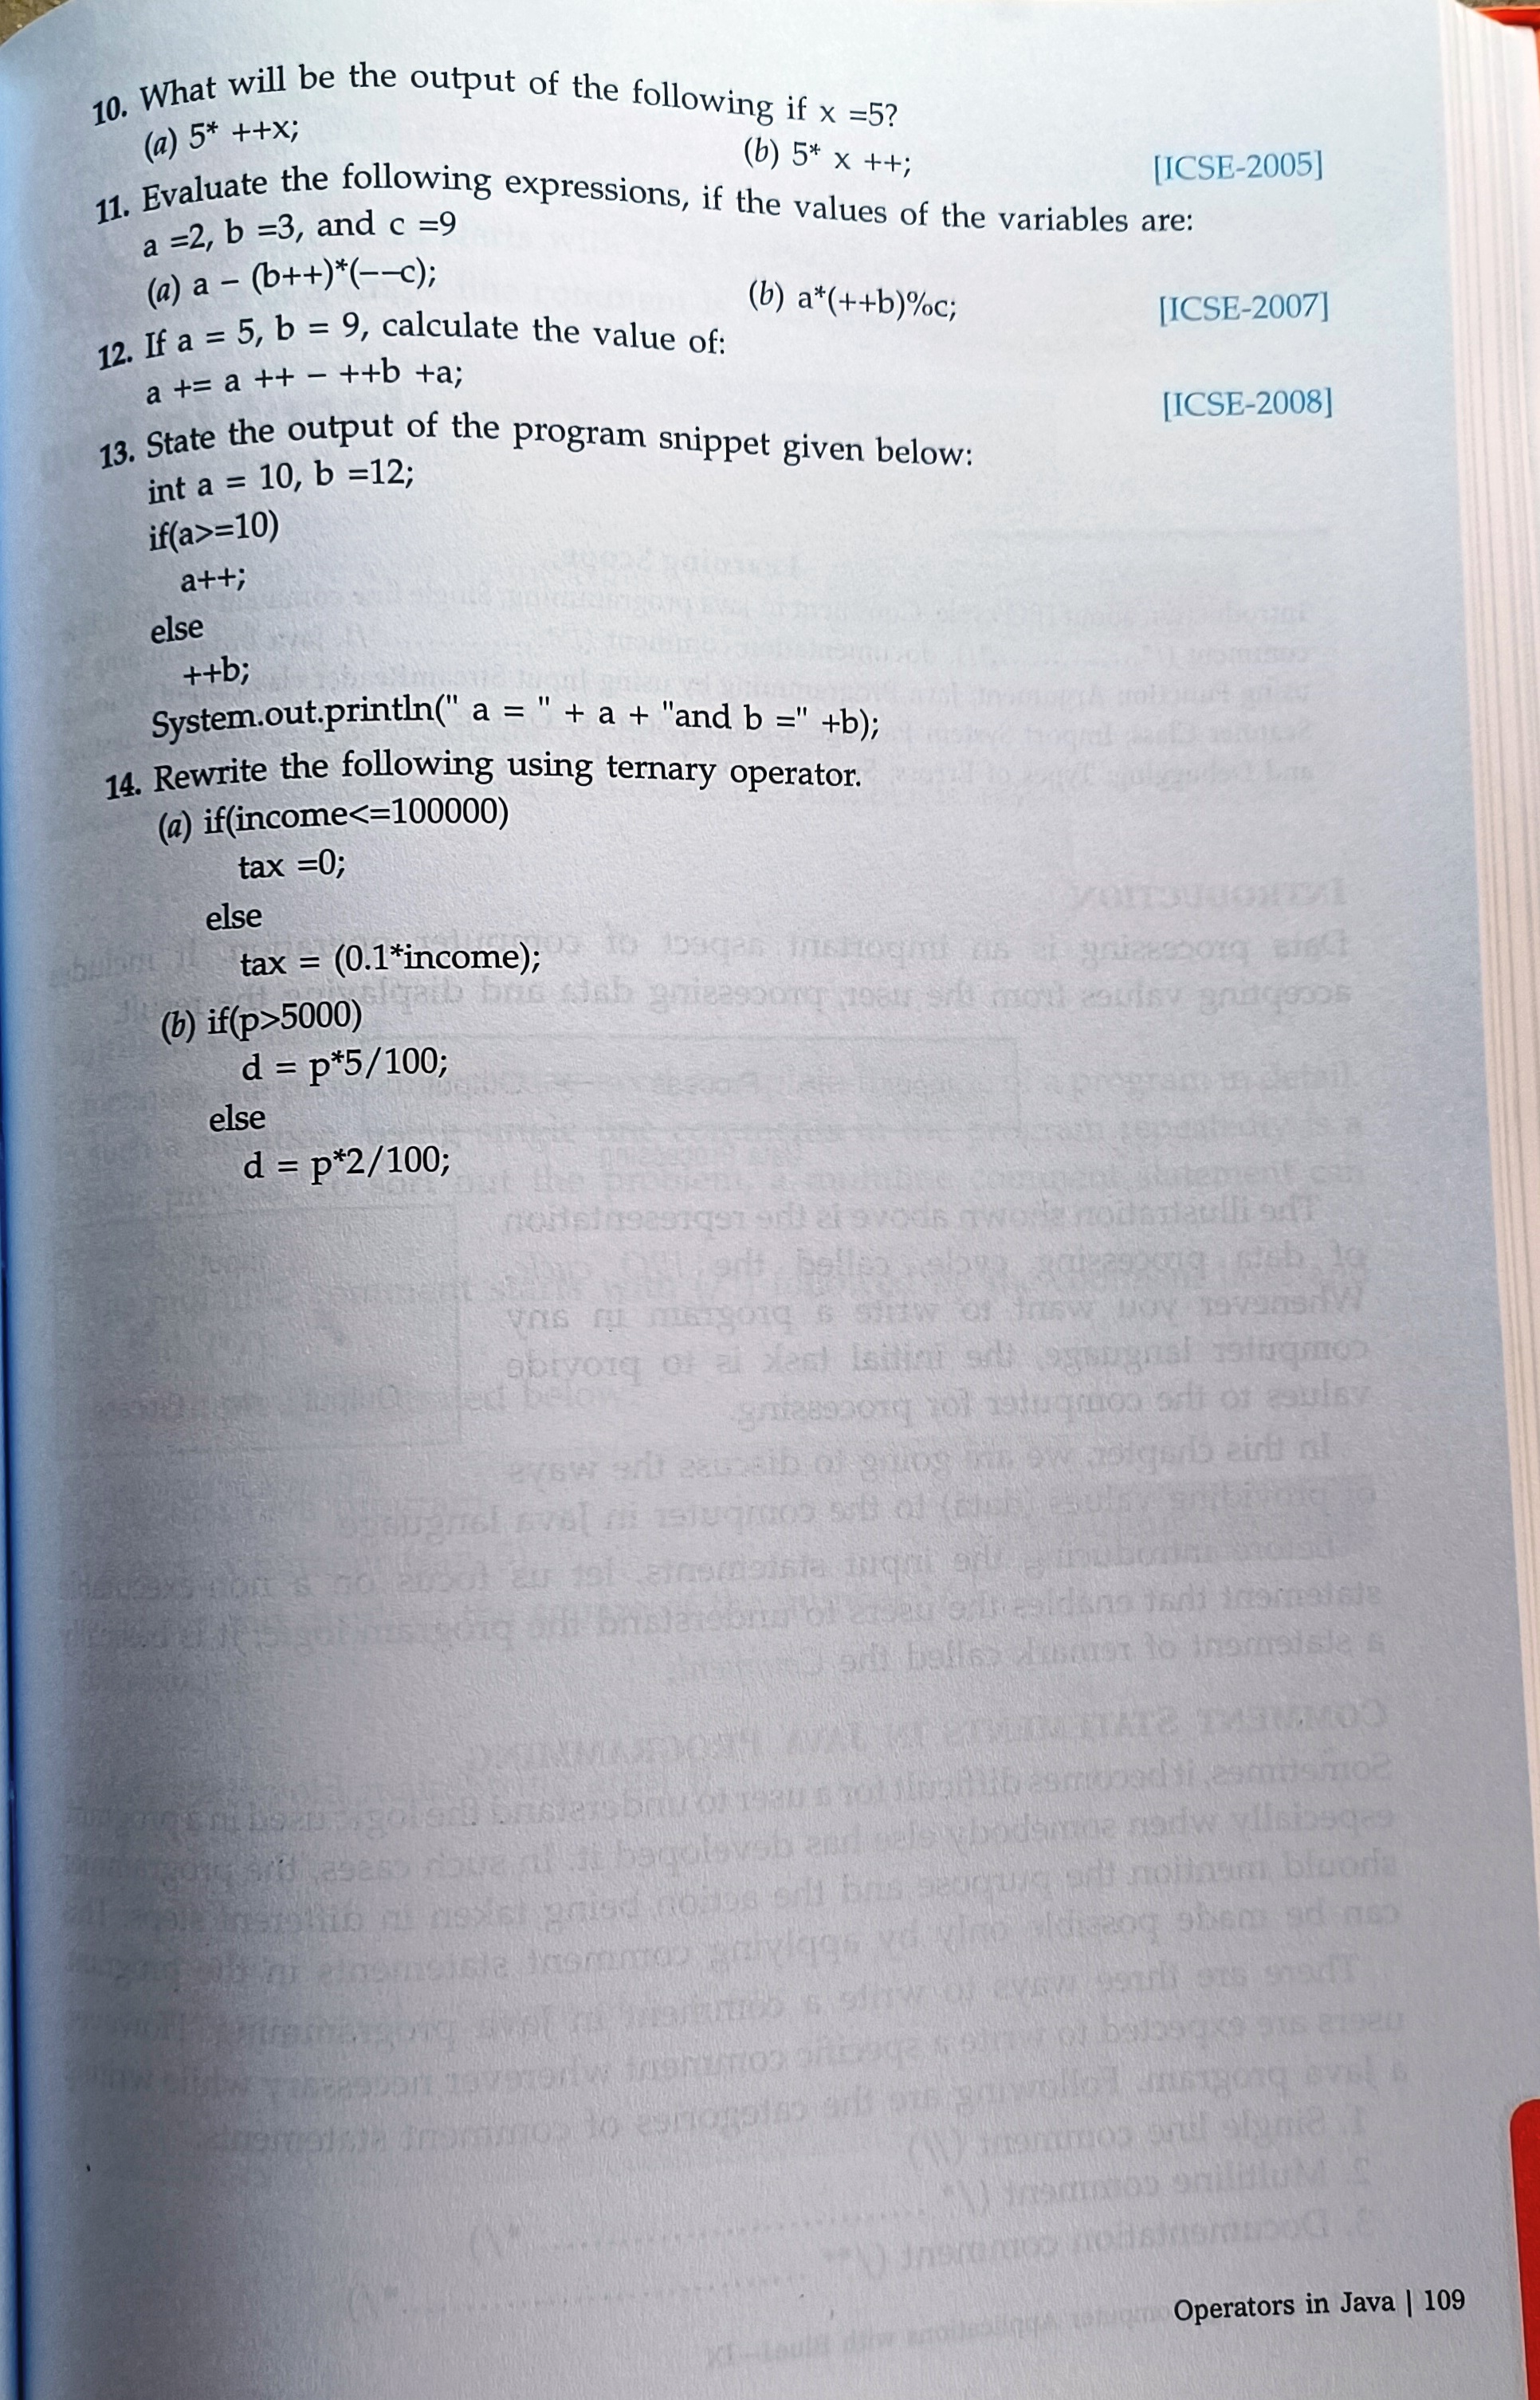 10. What will be the output of the following if x =5?
(a) 5* ++x; (b) 5* x ++; [ICSE-2005]
11. Evaluate the following expressions, if the values of the variables are:
a =2, b =3, and c =9
(a) a – (b++)*(––c); (b) a*(++b)%c; [ICSE-2007]
12. If a = 5, b = 9, calculate the value of:
a += a ++ – ++b +a; [ICSE-2008]
13. State the output of the program snippet given below:
int a = 10, b =12;
if(a>=10)
a++;
else
++b;
System.out.println(" a = " + a + "and b =" +b);
14. Rewrite the following using ternary operator.
(a) if(income<=100000)
tax =0;
else
tax = (0.1*income);
(b) if(p>5000)
d = p*5/100;
else
d = p*2/100;
Operators in Java | 109